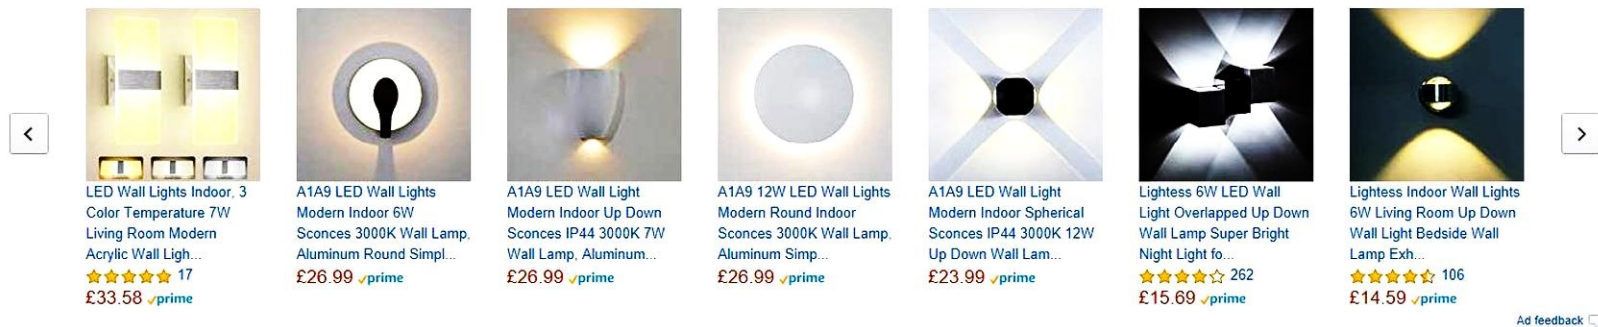 LED Wall Lights Indoor, 3
Color Temperature 7W
Living Room Modern
Acrylic Wall Ligh...
17
£33.58 prime
A1A9 LED Wall Lights
Modern Indoor 6W
Sconces 3000K Wall Lamp,
Aluminum Round Simpl...
£26.99 prime
A1A9 LED Wall Light
Modern Indoor Up Down
Sconces IP44 3000K 7W
Wall Lamp, Aluminum...
£26.99 prime
A1A9 12W LED Wall Lights
Modern Round Indoor
Sconces 3000K Wall Lamp,
Aluminum Simp...
£26.99 prime
A1A9 LED Wall Light
Modern Indoor Spherical
Sconces IP44 3000K 12W
Up Down Wall Lam...
£23.99 prime
Lightess 6W LED Wall
Light Overlapped Up Down
Wall Lamp Super Bright
Night Light fo...
262
£15.69 prime
Lightess Indoor Wall Lights
6W Living Room Up Down
Wall Light Bedside Wall
Lamp Exh...
106
£14.59 prime
Ad feedback